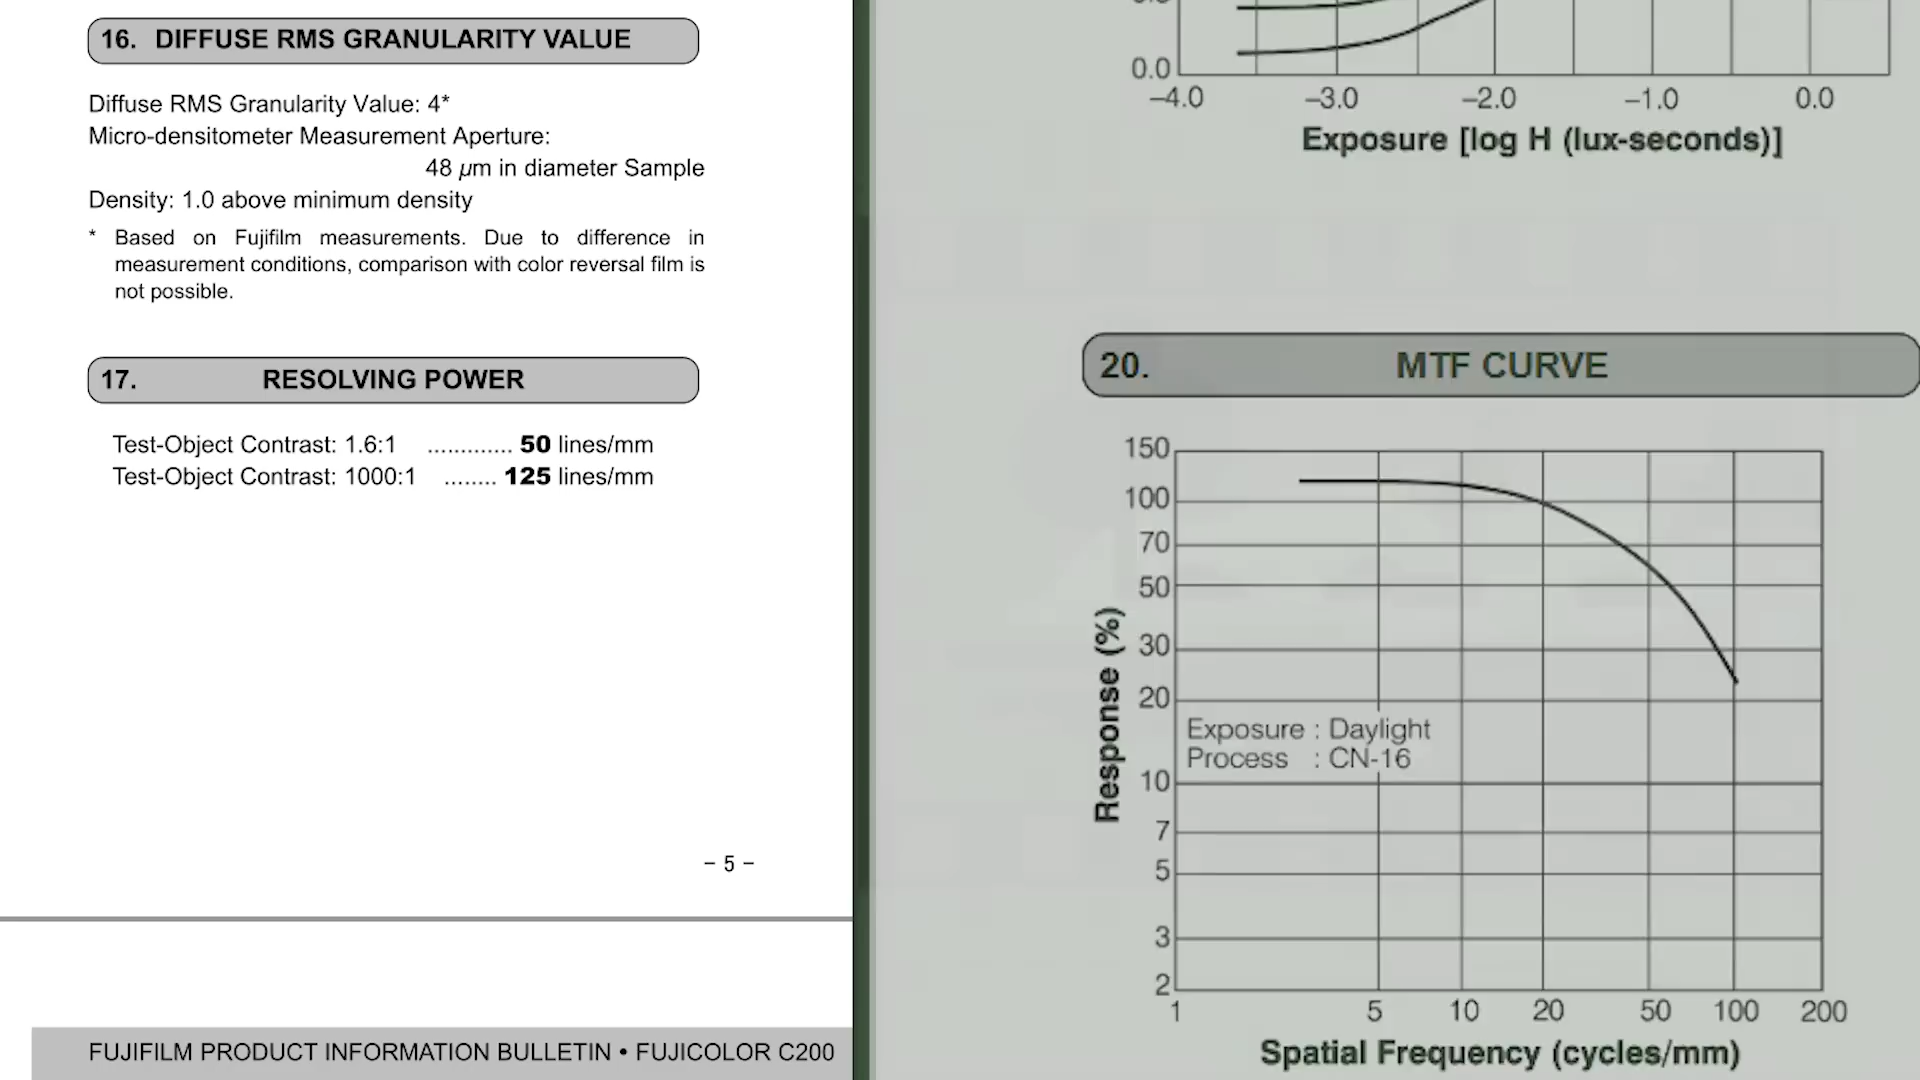 16. DIFFUSE RMS GRANULARITY VALUE
Diffuse RMS Granularity Value: 4*
Micro-densitometer Measurement Aperture:
48 µm in diameter Sample
Density: 1.0 above minimum density
* Based on Fujifilm measurements. Due to difference in
measurement conditions, comparison with color reversal film is
not possible.
17. RESOLVING POWER
Test-Object Contrast: 1.6:1 ............. 50 lines/mm
Test-Object Contrast: 1000:1 ........ 125 lines/mm
– 5 –
FUJIFILM PRODUCT INFORMATION BULLETIN • FUJICOLOR C200
0.0
–4.0 –3.0 –2.0 –1.0 0.0
Exposure [log H (lux-seconds)]
20. MTF CURVE
Response (%)
150
100
70
50
30
20
10
7
5
3
2
Exposure : Daylight
Process : CN-16
1 5 10 20 50 100 200
Spatial Frequency (cycles/mm)